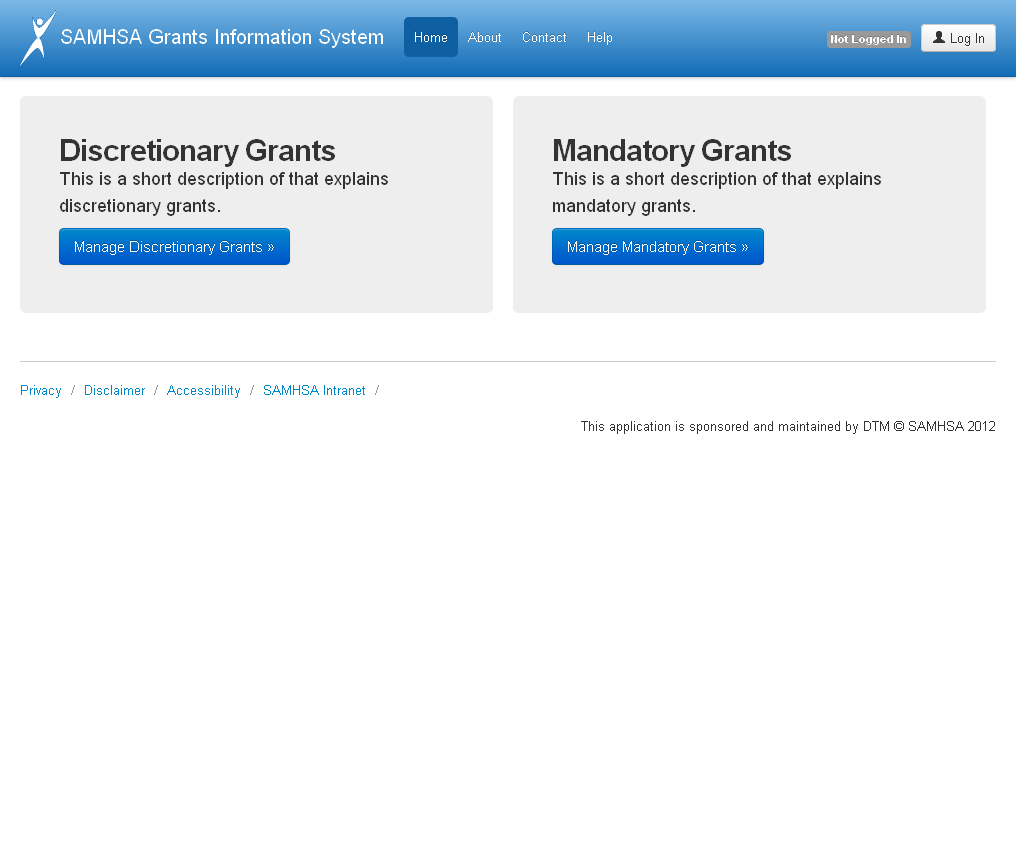 SAMHSA Grants Information System
Home About Contact Help
Not Logged In
Log In
Discretionary Grants
This is a short description of that explains
discretionary grants.
Manage Discretionary Grants »
Mandatory Grants
This is a short description of that explains
mandatory grants.
Manage Mandatory Grants »
Privacy / Disclaimer / Accessibility / SAMHSA Intranet /
This application is sponsored and maintained by DTM © SAMHSA 2012